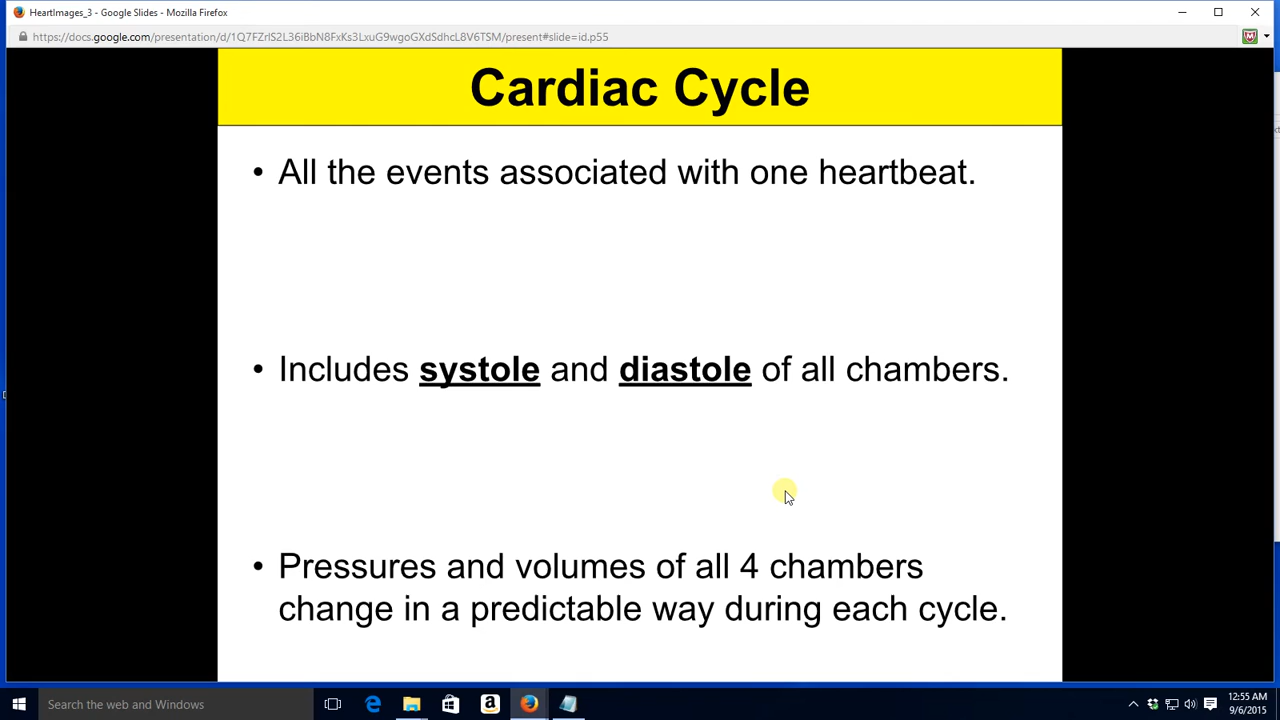 HeartImages_3 - Google Slides - Mozilla Firefox
https://docs.google.com/presentation/d/1Q7FZrlS2L36iBbN8FxKs3LxuG9wgoGXdSdhcL8V6TSM/present#slide=id.p55
Cardiac Cycle
• All the events associated with one heartbeat.
• Includes systole and diastole of all chambers.
• Pressures and volumes of all 4 chambers
change in a predictable way during each cycle.
Search the web and Windows
12:55 AM
9/6/2015